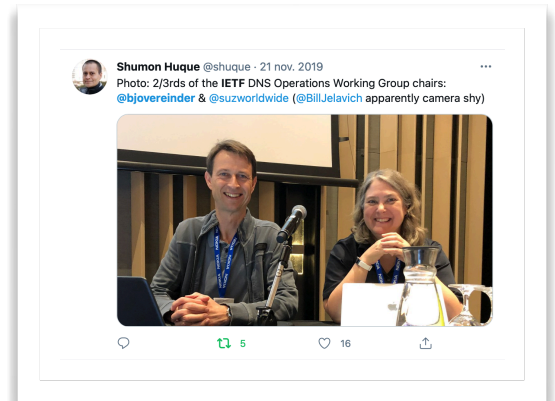 Shumon Huque @shuque · 21 nov. 2019
Photo: 2/3rds of the IETF DNS Operations Working Group chairs:
@bjovereinder & @suzworldwide (@BillJelavich apparently camera shy)
5 16